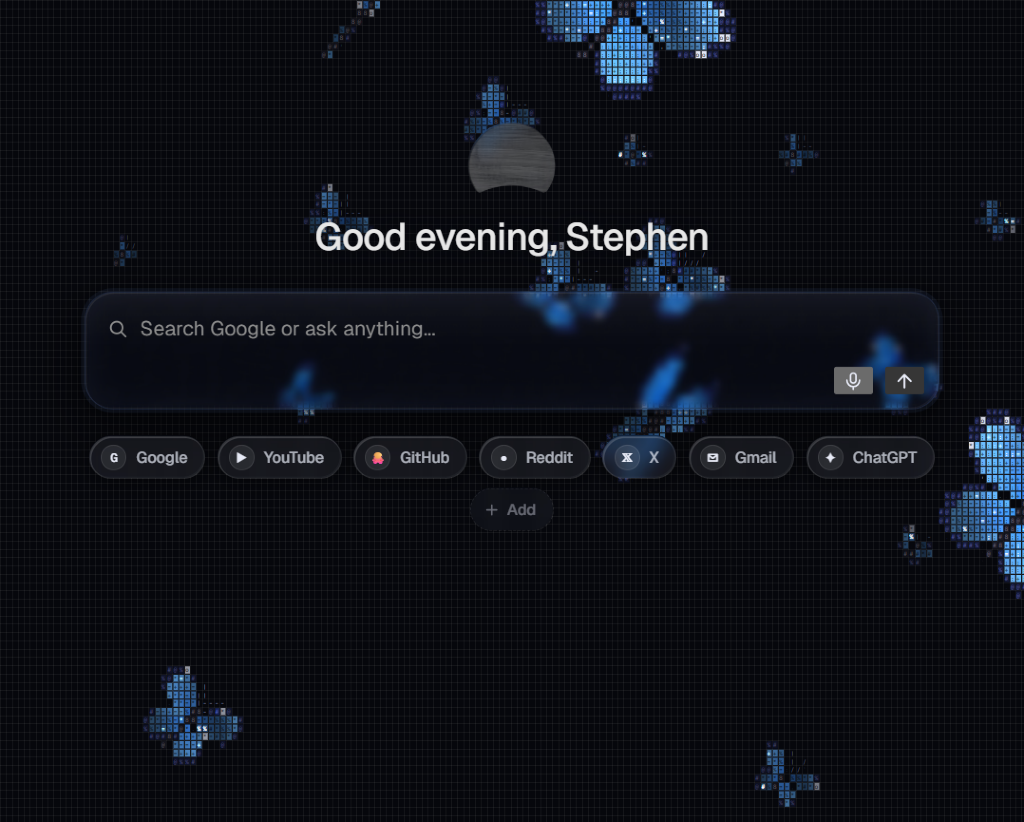 Good evening, Stephen
Search Google or ask anything...
G Google
YouTube
GitHub
Reddit
X X
Gmail
ChatGPT
+ Add